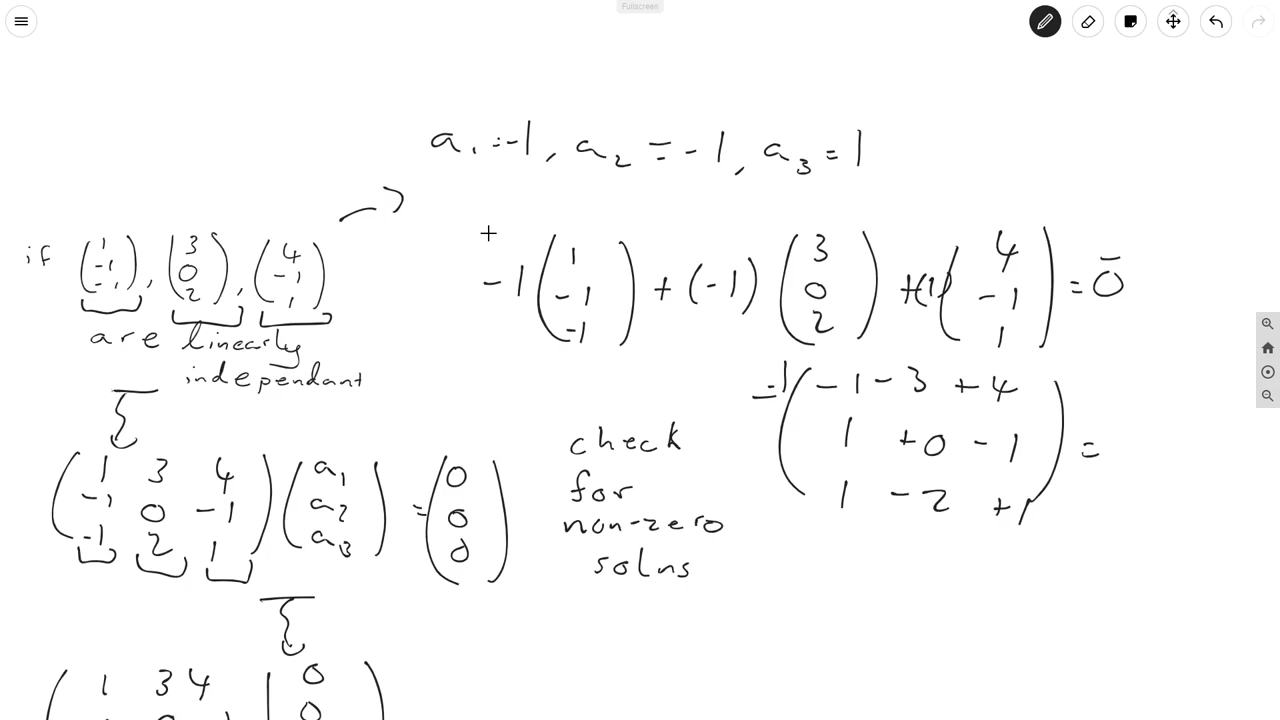 Fullscreen
a₁ = -1, a₂ = -1, a₃ = 1
if (1 -1 -1), (3 0 2), (4 -1 1)
are linearly
independant
-1 (1 -1 -1) + (-1) (3 0 2) + (1) (4 -1 1) = 0̄
= (-1 - 3 + 4
1 + 0 - 1
1 - 2 + 1) =
(1 3 4
-1 0 -1
-1 2 1) (a₁ a₂ a₃) = (0 0 0)
check
for
non-zero
solns
(1 3 4 | 0
0